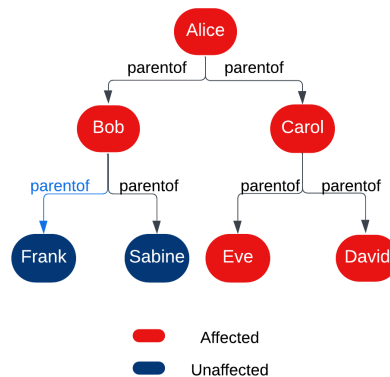 Alice
parentof parentof
Bob Carol
parentof parentof parentof parentof
Frank Sabine Eve David
Affected
Unaffected